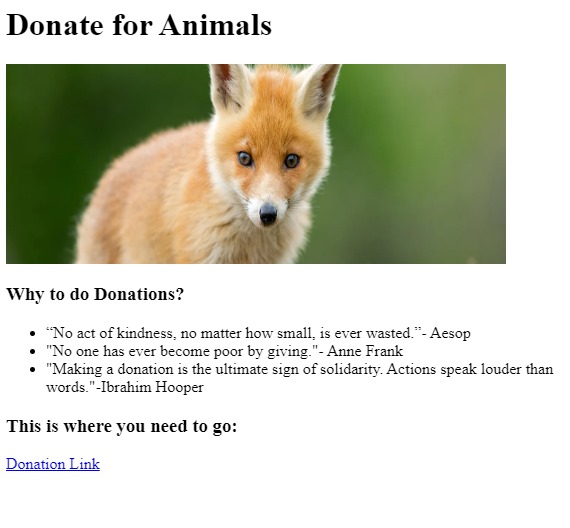 Donate for Animals
Why to do Donations?
“No act of kindness, no matter how small, is ever wasted.”- Aesop
"No one has ever become poor by giving."- Anne Frank
"Making a donation is the ultimate sign of solidarity. Actions speak louder than
words."-Ibrahim Hooper
This is where you need to go:
Donation Link